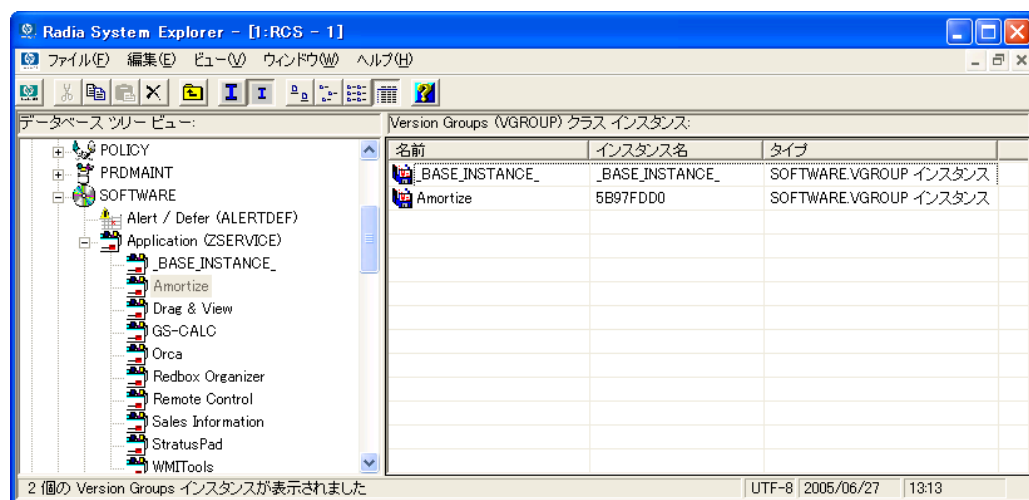 Radia System Explorer - [1:RCS - 1]
ファイル(F) 編集(E) ビュー(V) ウィンドウ(W) ヘルプ(H)
データベース ツリー ビュー:
POLICY
PRDMAINT
SOFTWARE
Alert / Defer (ALERTDEF)
Application (ZSERVICE)
_BASE_INSTANCE_
Amortize
Drag & View
GS-CALC
Orca
Redbox Organizer
Remote Control
Sales Information
StratusPad
WMITools
Version Groups (VGROUP) クラス インスタンス:
名前 インスタンス名 タイプ
_BASE_INSTANCE_ _BASE_INSTANCE_ SOFTWARE.VGROUP インスタンス
Amortize 5B97FDD0 SOFTWARE.VGROUP インスタンス
2 個の Version Groups インスタンスが表示されました
UTF-8 2005/06/27 13:13